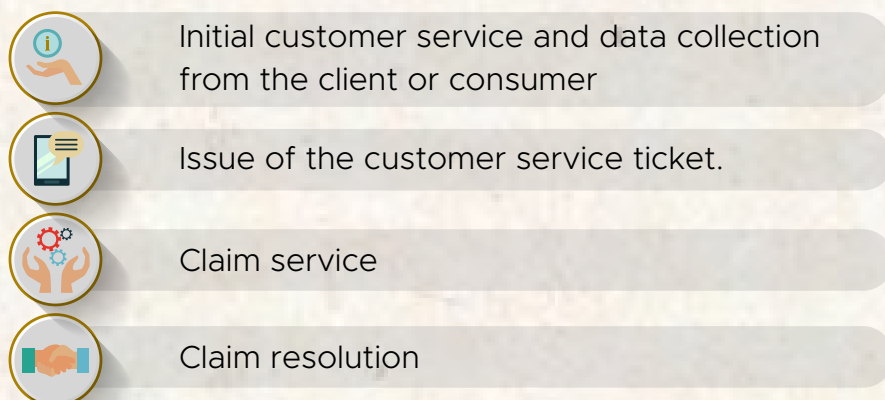 Initial customer service and data collection
from the client or consumer
Issue of the customer service ticket.
Claim service
Claim resolution